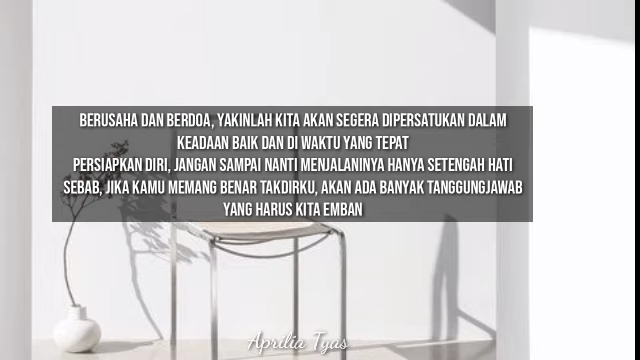 BERUSAHA DAN BERDOA, YAKINLAH KITA AKAN SEGERA DIPERSATUKAN DALAM
KEADAAN BAIK DAN DI WAKTU YANG TEPAT
PERSIAPKAN DIRI, JANGAN SAMPAI NANTI MENJALANINYA HANYA SETENGAH HATI
SEBAB, JIKA KAMU MEMANG BENAR TAKDIRKU, AKAN ADA BANYAK TANGGUNGJAWAB
YANG HARUS KITA EMBAN
Aprilia Tyas